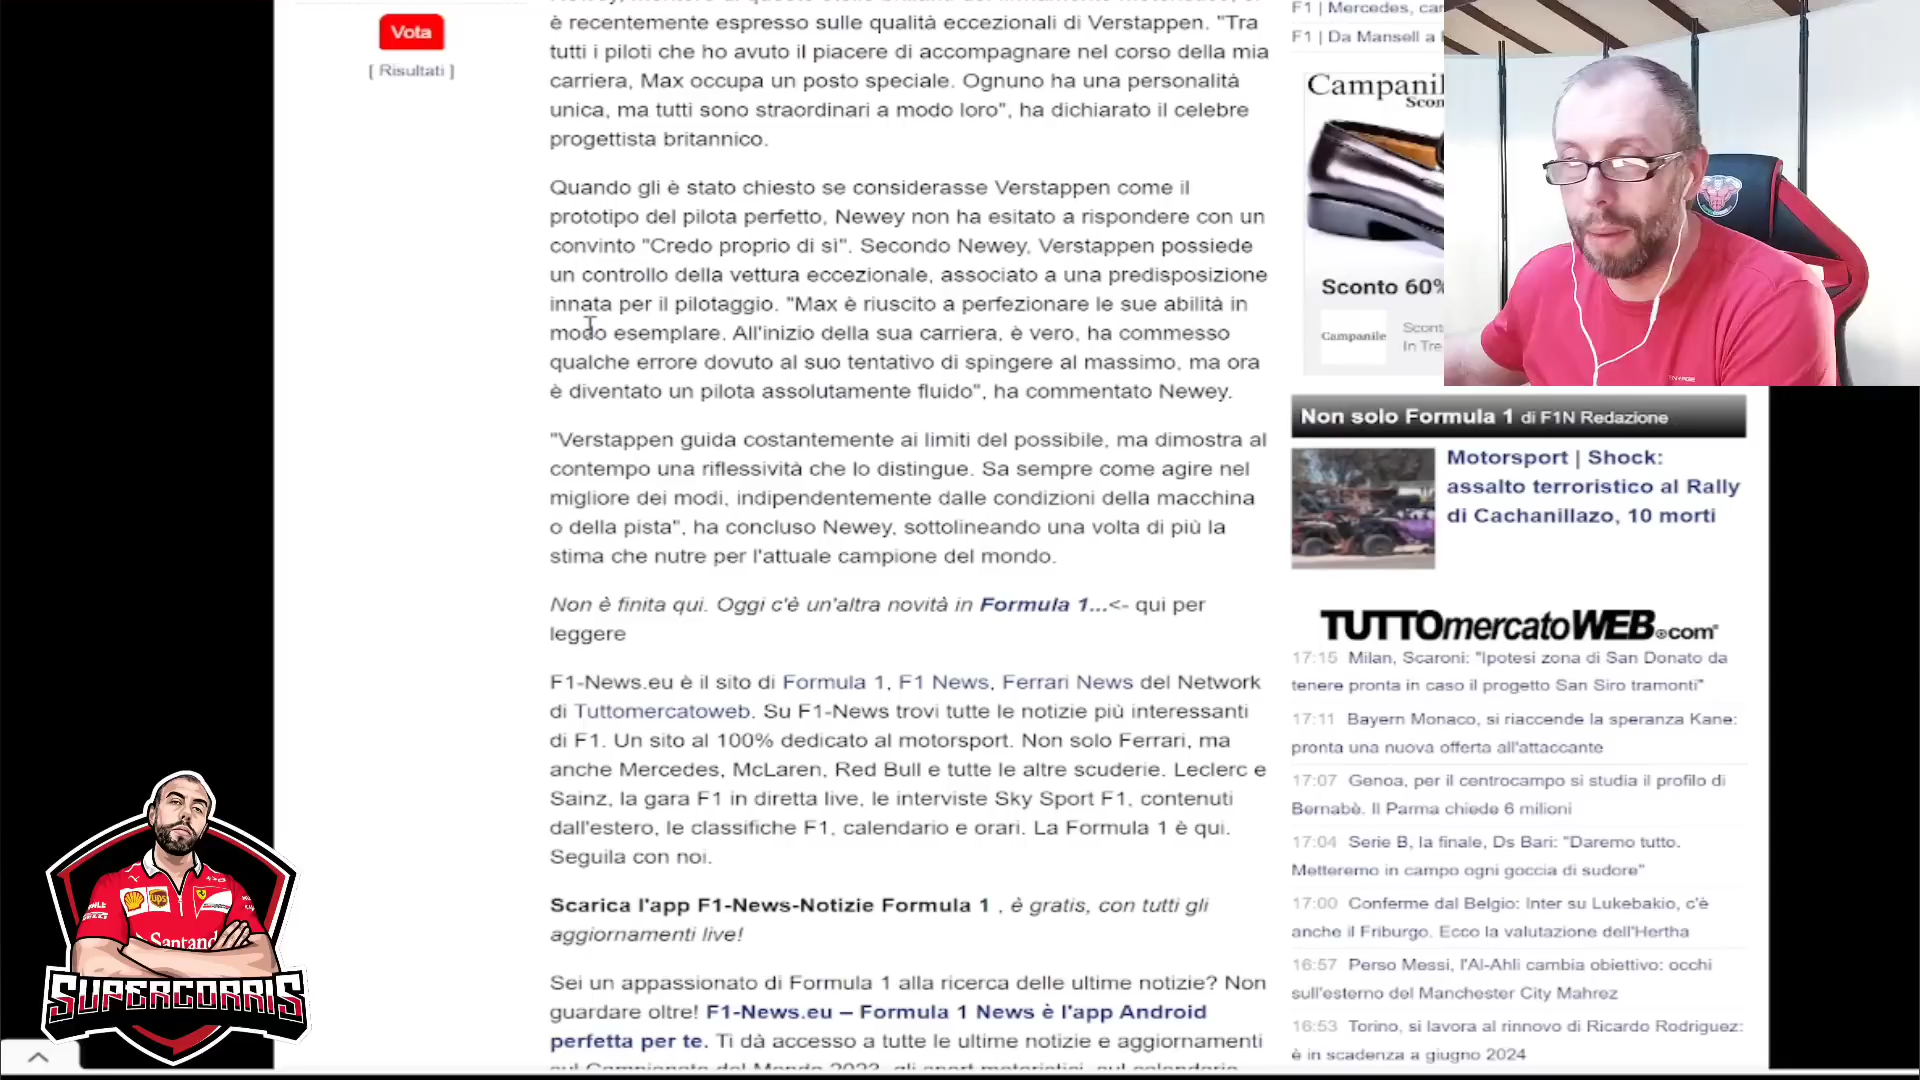 Vota
[ Risultati ]
è recentemente espresso sulle qualità eccezionali di Verstappen. "Tra
tutti i piloti che ho avuto il piacere di accompagnare nel corso della mia
carriera, Max occupa un posto speciale. Ognuno ha una personalità
unica, ma tutti sono straordinari a modo loro", ha dichiarato il celebre
progettista britannico.
Quando gli è stato chiesto se considerasse Verstappen come il
prototipo del pilota perfetto, Newey non ha esitato a rispondere con un
convinto "Credo proprio di sì". Secondo Newey, Verstappen possiede
un controllo della vettura eccezionale, associato a una predisposizione
innata per il pilotaggio. "Max è riuscito a perfezionare le sue abilità in
modo esemplare. All'inizio della sua carriera, è vero, ha commesso
qualche errore dovuto al suo tentativo di spingere al massimo, ma ora
è diventato un pilota assolutamente fluido", ha commentato Newey.
"Verstappen guida costantemente ai limiti del possibile, ma dimostra al
contempo una riflessività che lo distingue. Sa sempre come agire nel
migliore dei modi, indipendentemente dalle condizioni della macchina
o della pista", ha concluso Newey, sottolineando una volta di più la
stima che nutre per l'attuale campione del mondo.
Non è finita qui. Oggi c'è un'altra novità in Formula 1...<- qui per
leggere
F1-News.eu è il sito di Formula 1, F1 News, Ferrari News del Network
di Tuttomercatoweb. Su F1-News trovi tutte le notizie più interessanti
di F1. Un sito al 100% dedicato al motorsport. Non solo Ferrari, ma
anche Mercedes, McLaren, Red Bull e tutte le altre scuderie. Leclerc e
Sainz, la gara F1 in diretta live, le interviste Sky Sport F1, contenuti
dall'estero, le classifiche F1, calendario e orari. La Formula 1 è qui.
Seguila con noi.
Scarica l'app F1-News-Notizie Formula 1 , è gratis, con tutti gli
aggiornamenti live!
Sei un appassionato di Formula 1 alla ricerca delle ultime notizie? Non
guardare oltre! F1-News.eu – Formula 1 News è l'app Android
perfetta per te. Ti dà accesso a tutte le ultime notizie e aggiornamenti
F1 | Mercedes, car
F1 | Da Mansell a
Campanil
Scon
Sconto 60%
Campanile
Scont
In Tre
Non solo Formula 1 di F1N Redazione
Motorsport | Shock:
assalto terroristico al Rally
di Cachanillazo, 10 morti
TUTTOmercatoWEB.com®
17:15 Milan, Scaroni: "Ipotesi zona di San Donato da
tenere pronta in caso il progetto San Siro tramonti"
17:11 Bayern Monaco, si riaccende la speranza Kane:
pronta una nuova offerta all'attaccante
17:07 Genoa, per il centrocampo si studia il profilo di
Bernabè. Il Parma chiede 6 milioni
17:04 Serie B, la finale, Ds Bari: "Daremo tutto.
Metteremo in campo ogni goccia di sudore"
17:00 Conferme dal Belgio: Inter su Lukebakio, c'è
anche il Friburgo. Ecco la valutazione dell'Hertha
16:57 Perso Messi, l'Al-Ahli cambia obiettivo: occhi
sull'esterno del Manchester City Mahrez
16:53 Torino, si lavora al rinnovo di Ricardo Rodriguez:
è in scadenza a giugno 2024
ups
Santand
SUPERCORRIS